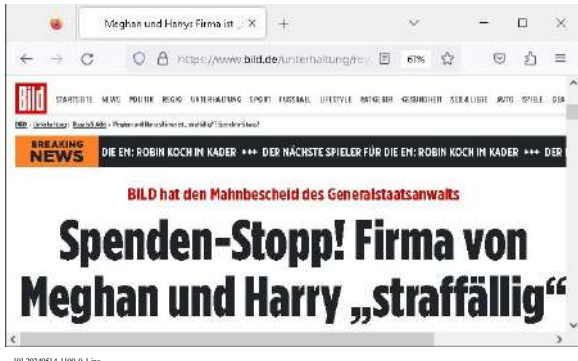 Meghan und Harrys Firma ist
61%
https://www.bild.de/unterhaltung/roy
Bild
STARTSEITE NEWS POLITIK REGIO UNTERHALTUNG SPORT FUSSBALL LIFESTYLE RATGEBER GESUNDHEIT SEX & LIEBE AUTO SPIELE
BREAKING
NEWS
DIE EM: ROBIN KOCH IM KADER +++ DER NÄCHSTE SPIELER FÜR DIE EM: ROBIN KOCH IM KADER +++ DER
BILD hat den Mahnbescheid des Generalstaatsanwalts
Spenden-Stopp! Firma von
Meghan und Harry „straffällig“